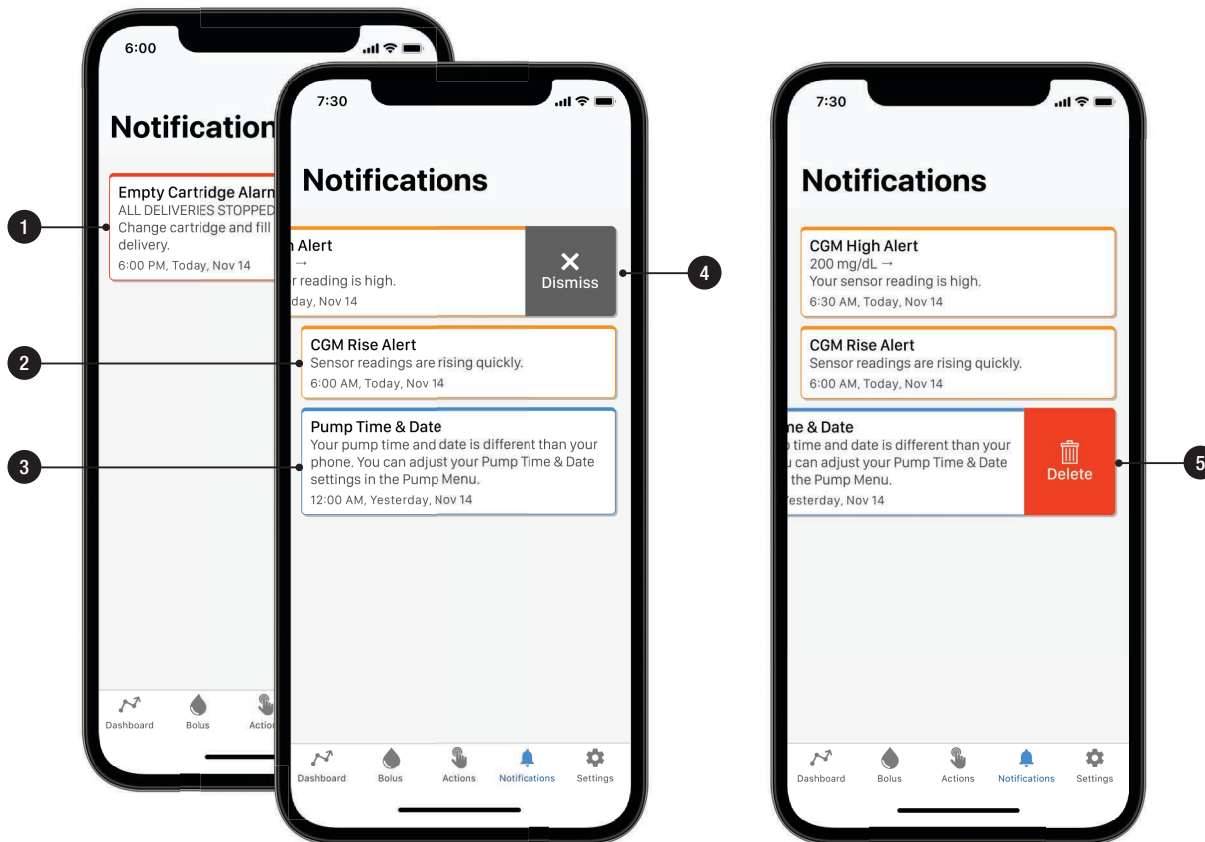 6:00
Notification
Empty Cartridge Alarm
ALL DELIVERIES STOPPED
Change cartridge and fill
delivery.
6:00 PM, Today, Nov 14
Dashboard
Bolus
Action
1
2
3
7:30
Notifications
Alert
→
r reading is high.
day, Nov 14
Dismiss
4
CGM Rise Alert
Sensor readings are rising quickly.
6:00 AM, Today, Nov 14
Pump Time & Date
Your pump time and date is different than your
phone. You can adjust your Pump Time & Date
settings in the Pump Menu.
12:00 AM, Yesterday, Nov 14
Dashboard
Bolus
Actions
Notifications
Settings
7:30
Notifications
CGM High Alert
200 mg/dL →
Your sensor reading is high.
6:30 AM, Today, Nov 14
CGM Rise Alert
Sensor readings are rising quickly.
6:00 AM, Today, Nov 14
me & Date
time and date is different than your
can adjust your Pump Time & Date
the Pump Menu.
esterday, Nov 14
Delete
5
Dashboard
Bolus
Actions
Notifications
Settings